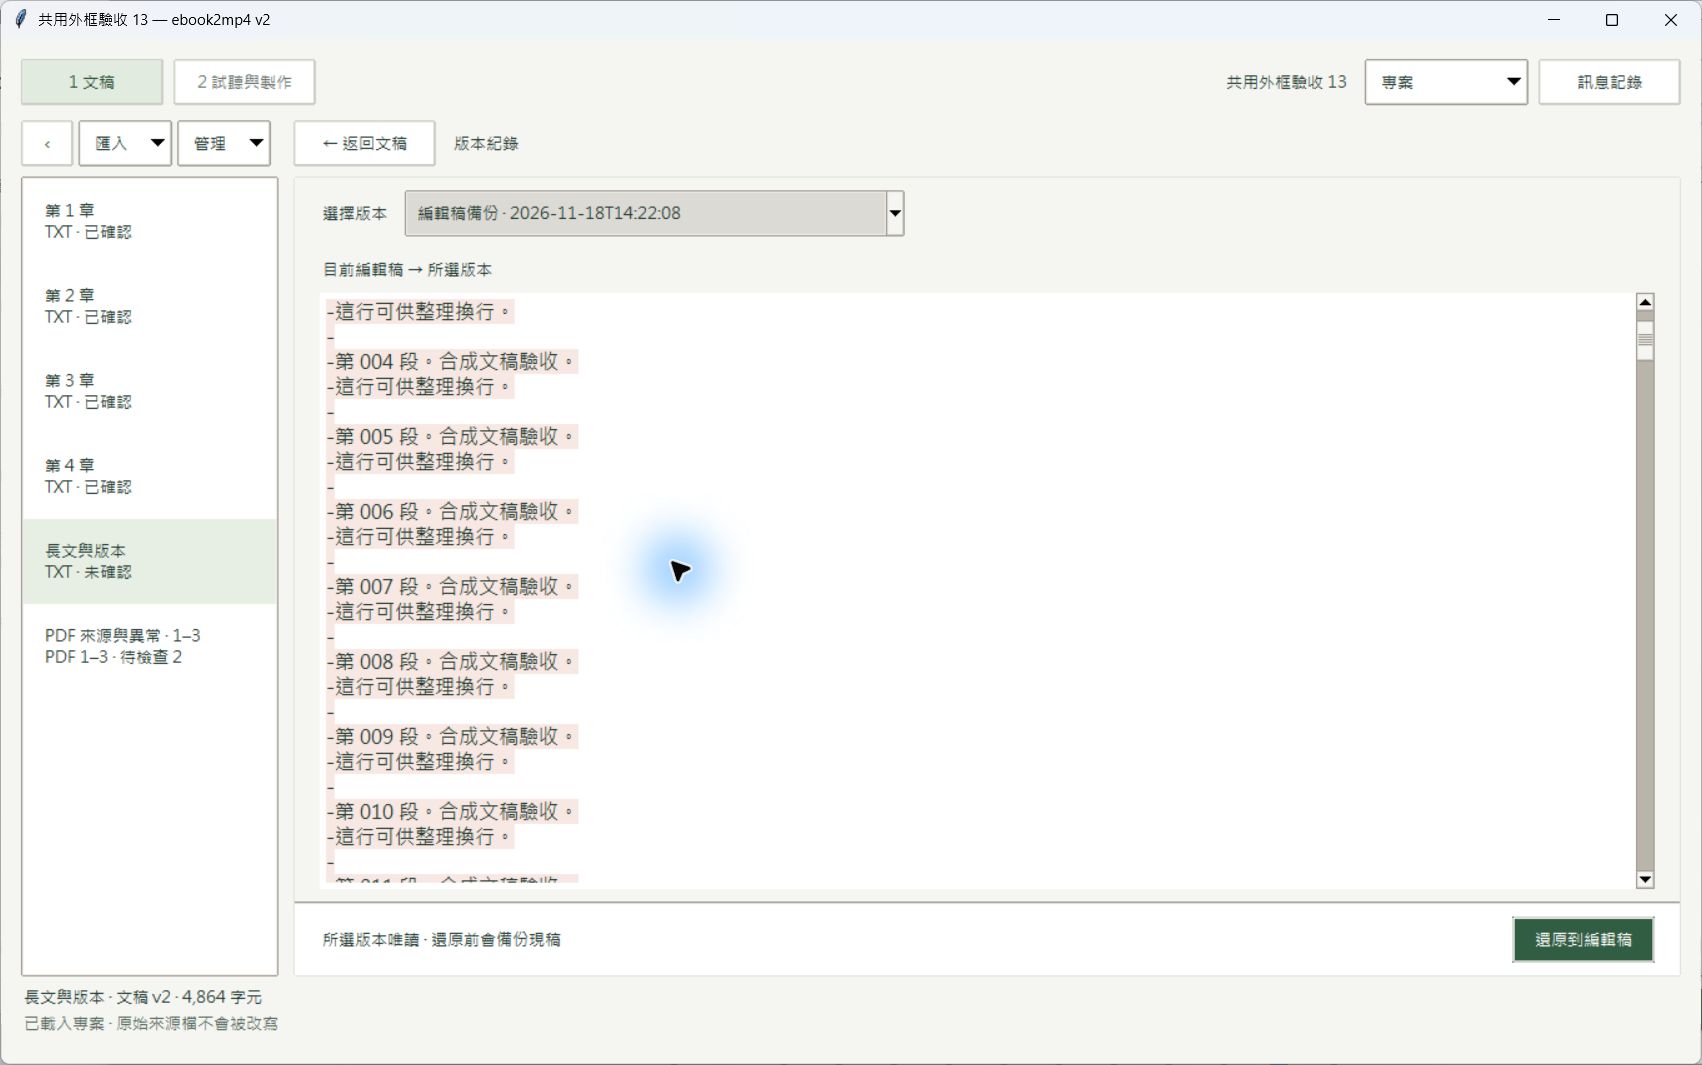 共用外框驗收 13 — ebook2mp4 v2
1 文稿
2 試聽與製作
共用外框驗收 13
專案
訊息記錄
‹
匯入
管理
← 返回文稿
版本紀錄
第 1 章
TXT · 已確認
第 2 章
TXT · 已確認
第 3 章
TXT · 已確認
第 4 章
TXT · 已確認
長文與版本
TXT · 未確認
PDF 來源與異常 · 1–3
PDF 1–3 · 待檢查 2
選擇版本
編輯稿備份 · 2026-11-18T14:22:08
目前編輯稿 → 所選版本
-這行可供整理換行。
-
-第 004 段。合成文稿驗收。
-這行可供整理換行。
-
-第 005 段。合成文稿驗收。
-這行可供整理換行。
-
-第 006 段。合成文稿驗收。
-這行可供整理換行。
-
-第 007 段。合成文稿驗收。
-這行可供整理換行。
-
-第 008 段。合成文稿驗收。
-這行可供整理換行。
-
-第 009 段。合成文稿驗收。
-這行可供整理換行。
-
-第 010 段。合成文稿驗收。
-這行可供整理換行。
-
所選版本唯讀 · 還原前會備份現稿
還原到編輯稿
長文與版本 · 文稿 v2 · 4,864 字元
已載入專案 · 原始來源檔不會被改寫